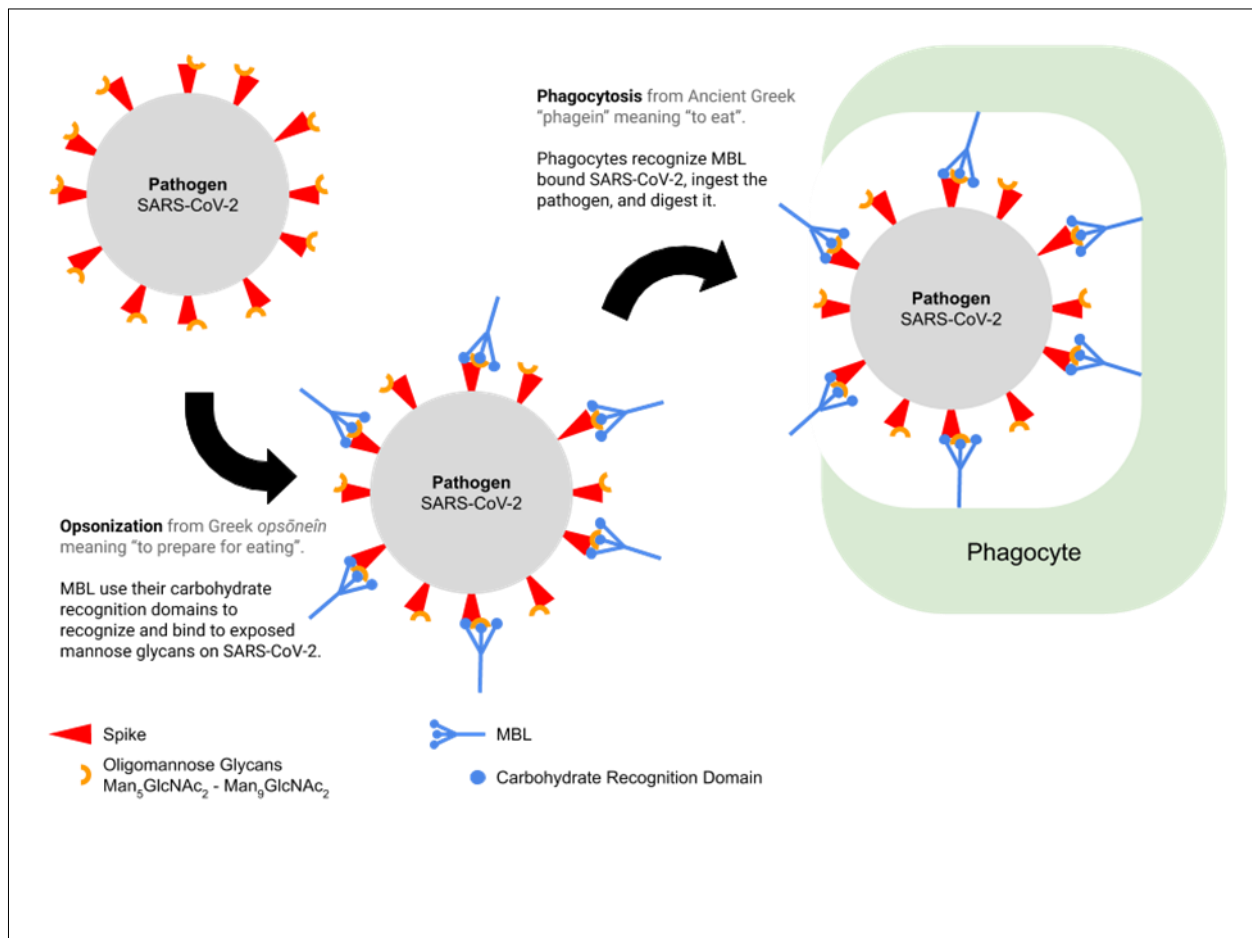 Pathogen
SARS-CoV-2
Opsonization from Greek opsōneîn
meaning “to prepare for eating”.
MBL use their carbohydrate
recognition domains to
recognize and bind to exposed
mannose glycans on SARS-CoV-2.
Pathogen
SARS-CoV-2
Phagocytosis from Ancient Greek
“phagein” meaning “to eat”.
Phagocytes recognize MBL
bound SARS-CoV-2, ingest the
pathogen, and digest it.
Pathogen
SARS-CoV-2
Phagocyte
Spike
Oligomannose Glycans
Man₅GlcNAc₂ - Man₉GlcNAc₂
MBL
Carbohydrate Recognition Domain